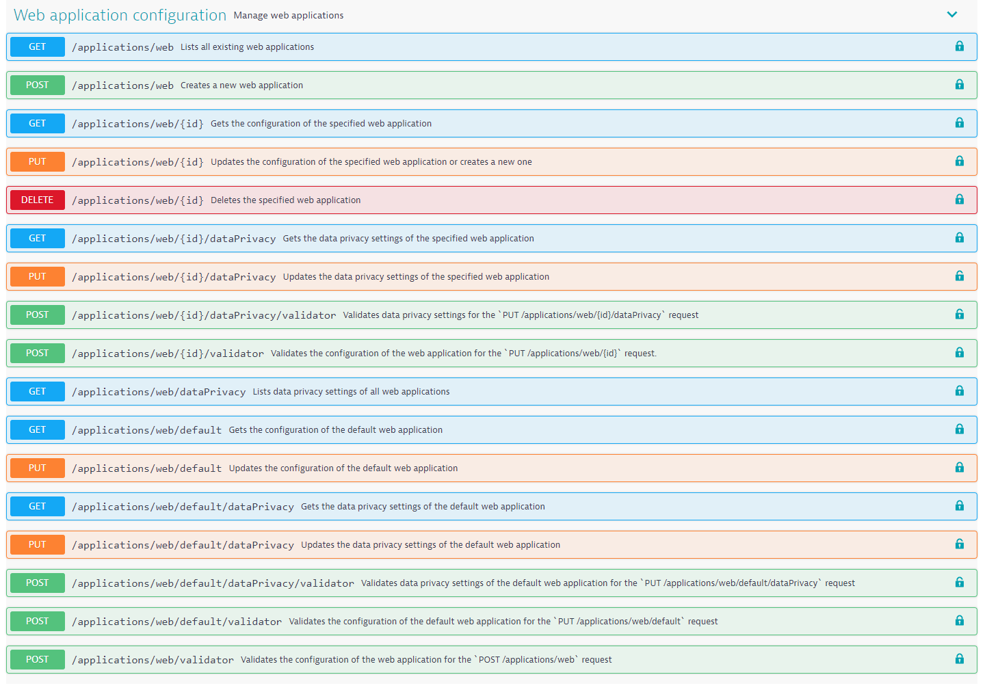 Web application configuration Manage web applications
GET /applications/web Lists all existing web applications
POST /applications/web Creates a new web application
GET /applications/web/{id} Gets the configuration of the specified web application
PUT /applications/web/{id} Updates the configuration of the specified web application or creates a new one
DELETE /applications/web/{id} Deletes the specified web application
GET /applications/web/{id}/dataPrivacy Gets the data privacy settings of the specified web application
PUT /applications/web/{id}/dataPrivacy Updates the data privacy settings of the specified web application
POST /applications/web/{id}/dataPrivacy/validator Validates data privacy settings for the `PUT /applications/web/{id}/dataPrivacy` request
POST /applications/web/{id}/validator Validates the configuration of the web application for the `PUT /applications/web/{id}` request.
GET /applications/web/dataPrivacy Lists data privacy settings of all web applications
GET /applications/web/default Gets the configuration of the default web application
PUT /applications/web/default Updates the configuration of the default web application
GET /applications/web/default/dataPrivacy Gets the data privacy settings of the default web application
PUT /applications/web/default/dataPrivacy Updates the data privacy settings of the default web application
POST /applications/web/default/dataPrivacy/validator Validates data privacy settings of the default web application for the `PUT /applications/web/default/dataPrivacy` request
POST /applications/web/default/validator Validates the configuration of the default web application for the `PUT /applications/web/default` request
POST /applications/web/validator Validates the configuration of the web application for the `POST /applications/web` request